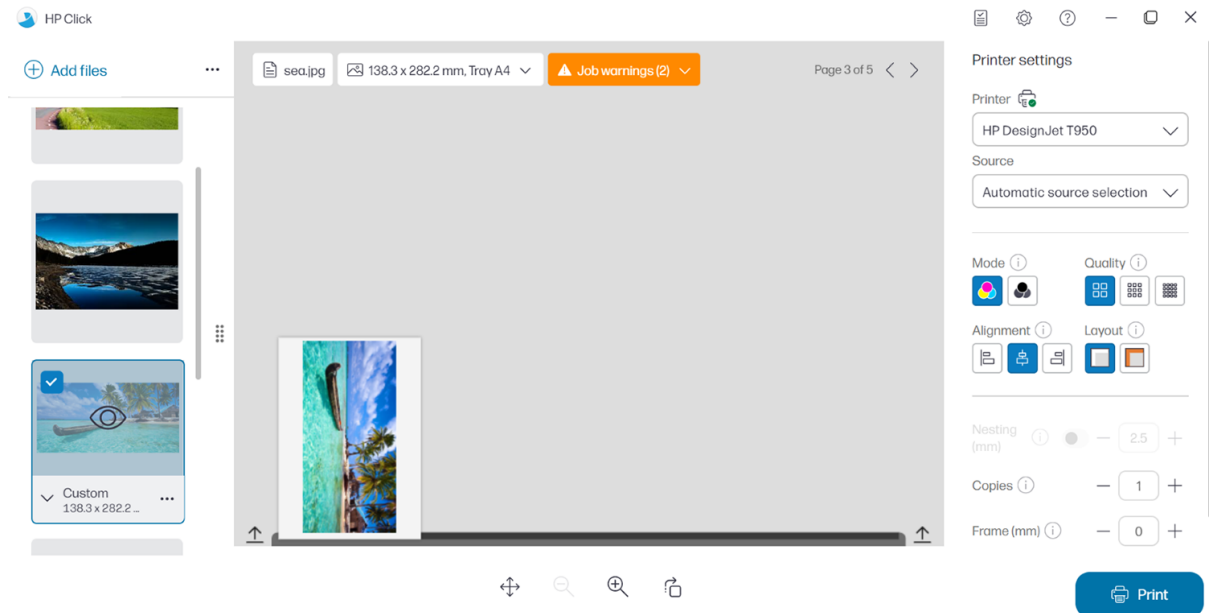 HP Click
Add files
sea.jpg
138.3 x 282.2 mm, Tray A4
Job warnings (2)
Page 3 of 5
Printer settings
Printer
HP DesignJet T950
Source
Automatic source selection
Mode
Quality
Alignment
Layout
Nesting
(mm)
2.5
Copies
1
Frame (mm)
0
Custom
138.3 x 282.2 ...
Print